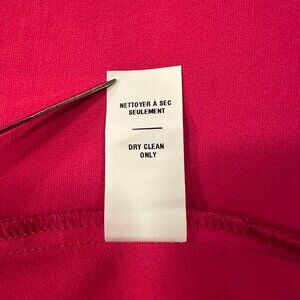 NETTOYER À SEC
SEULEMENT
DRY CLEAN
ONLY